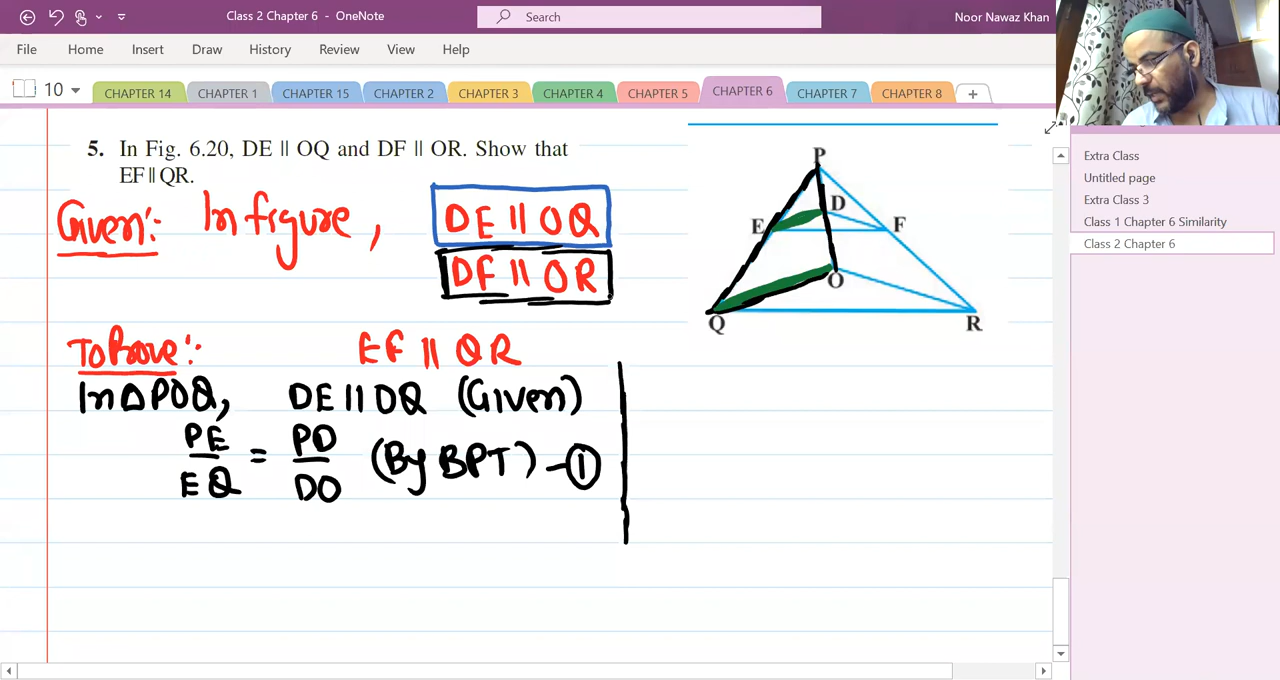 Class 2 Chapter 6 - OneNote
Search
Noor Nawaz Khan
File Home Insert Draw History Review View Help
10
CHAPTER 14 CHAPTER 1 CHAPTER 15 CHAPTER 2 CHAPTER 3 CHAPTER 4 CHAPTER 5 CHAPTER 6 CHAPTER 7 CHAPTER 8 +
5. In Fig. 6.20, DE || OQ and DF || OR. Show that
EF || QR.
Given:- In figure, DE || OQ
DF || OR
To Prove:- EF || QR
In △POQ, DE || OQ (Given)
PE/EQ = PD/DO (By BPT) -①
P
D
E
F
O
Q
R
Extra Class
Untitled page
Extra Class 3
Class 1 Chapter 6 Similarity
Class 2 Chapter 6